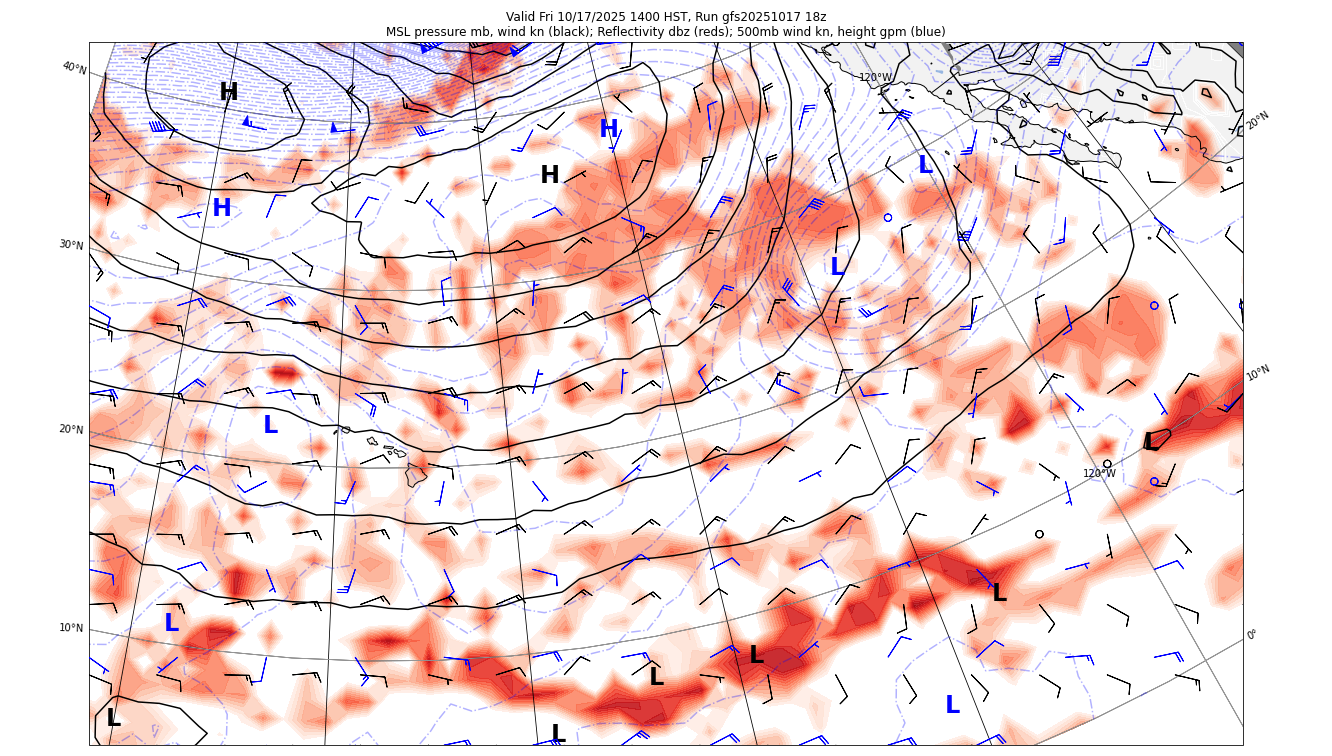 Valid Fri 10/17/2025 1400 HST, Run gfs20251017 18z
MSL pressure mb, wind kn (black); Reflectivity dbz (reds); 500mb wind kn, height gpm (blue)
40°N
120°W
H
20°N
H
H
L
H
30°N
L
10°N
20°N
L
L
120°W
L
10°N
L
0°
L
L
L
L
L